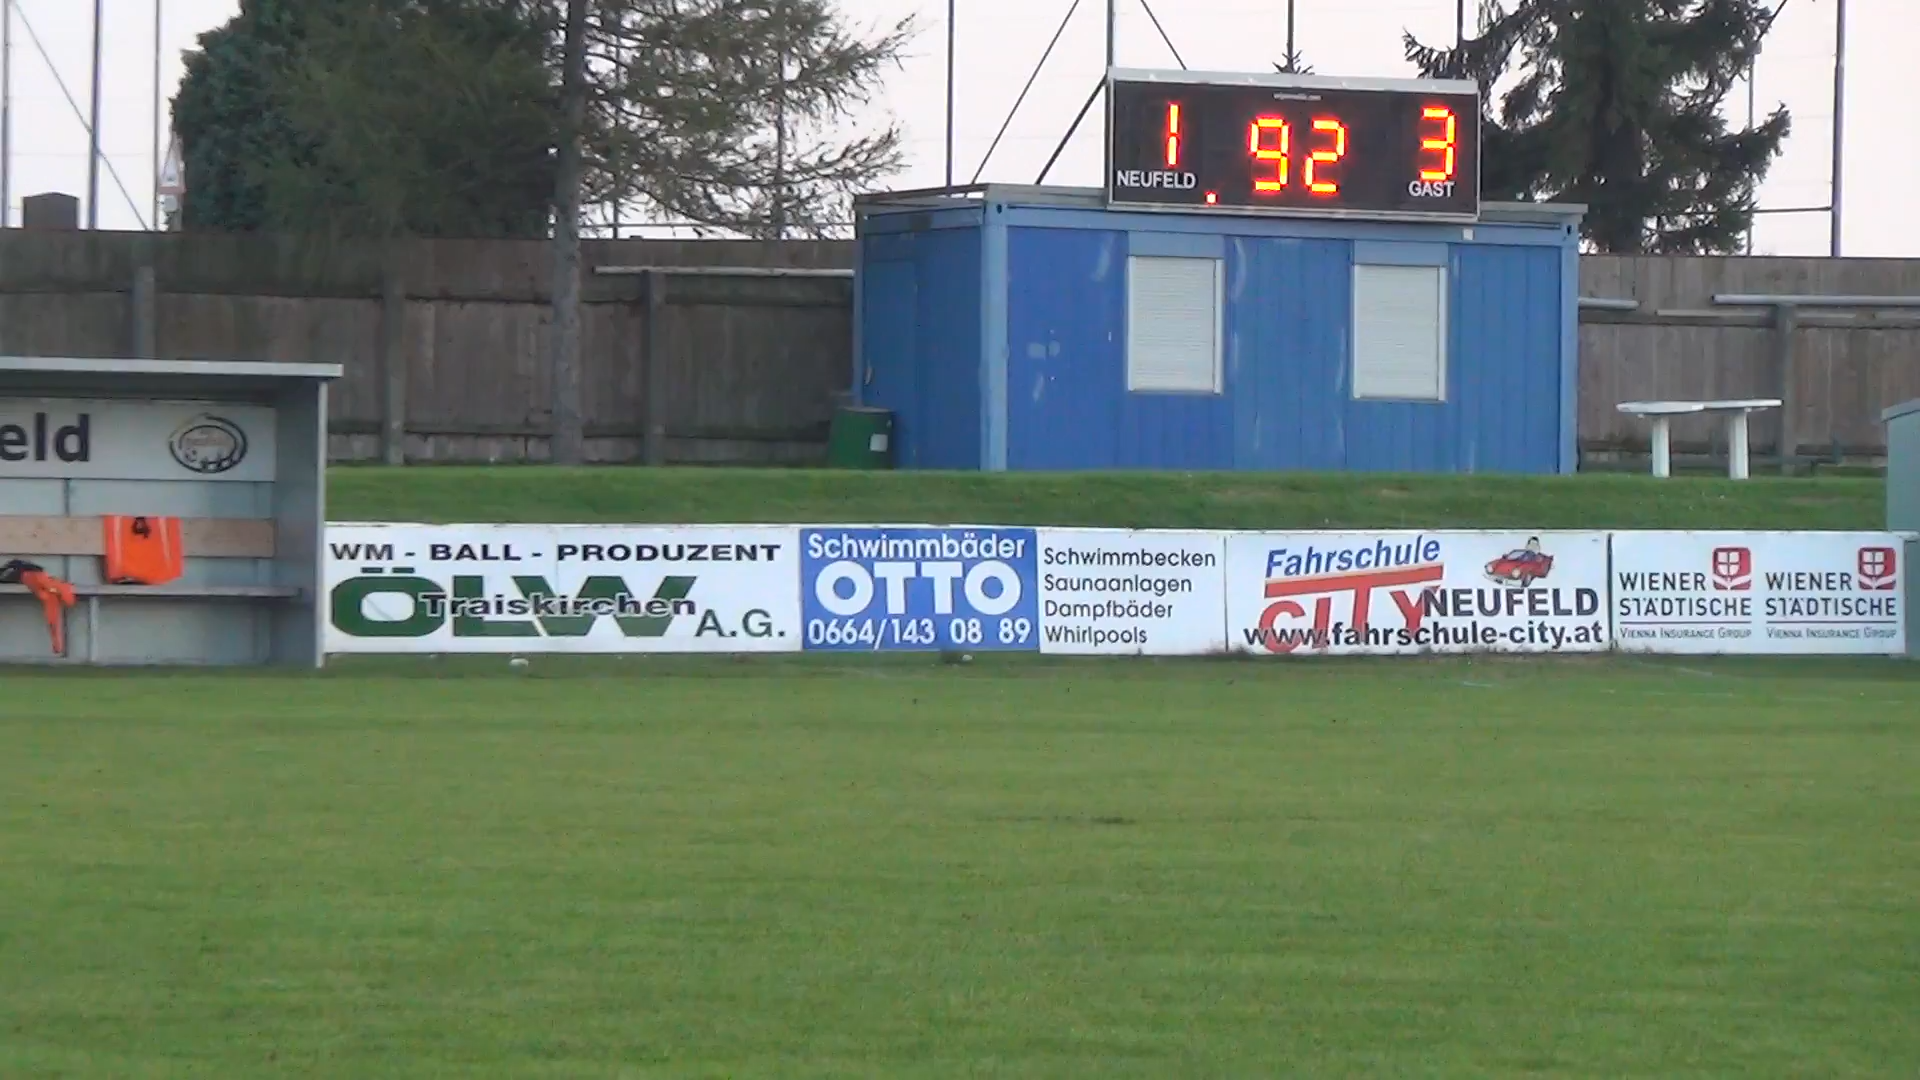 1 92 3
NEUFELD
GAST
eld
4
WM - BALL - PRODUZENT
ÖLW
Traiskirchen
A.G.
Schwimmbäder
OTTO
0664/143 08 89
Schwimmbecken
Saunaanlagen
Dampfbäder
Whirlpools
Fahrschule
CITY NEUFELD
www.fahrschule-city.at
WIENER
STÄDTISCHE
VIENNA INSURANCE GROUP
WIENER
STÄDTISCHE
VIENNA INSURANCE GROUP